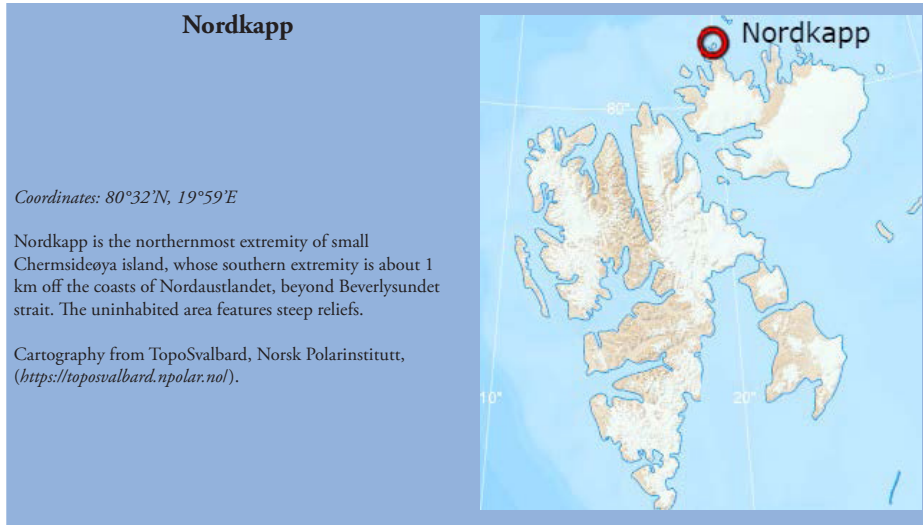 Nordkapp
Coordinates: 80°32’N, 19°59’E
Nordkapp is the northernmost extremity of small
Chermsideøya island, whose southern extremity is about 1
km off the coasts of Nordaustlandet, beyond Beverlysundet
strait. The uninhabited area features steep reliefs.
Cartography from TopoSvalbard, Norsk Polarinstitutt,
(https://toposvalbard.npolar.no/).
Nordkapp
80°
10°
20°